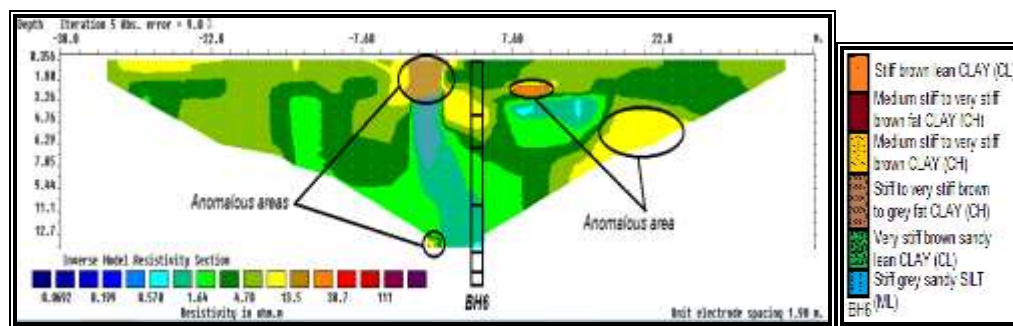 Depth Iteration 5 Abs. error = 9.0 %
-38.0 -22.8 -7.60 7.60 22.8 m.
0.356
1.88
3.26
4.76
6.29
7.85
9.44
11.1
12.7
Anomalous areas
Anomalous area
Inverse Model Resistivity Section
0.0692 0.199 0.570 1.64 4.70 13.5 38.7 111
Resistivity in ohm.m
BH6
Unit electrode spacing 1.90 m.
Stiff brown lean CLAY (CL)
Medium stiff to very stiff
brown fat CLAY (CH)
Medium stiff to very stiff
brown CLAY (CH)
Stiff to very stiff brown
to grey fat CLAY (CH)
Very stiff brown sandy
lean CLAY (CL)
Stiff grey sandy SILT
(ML)
BH6